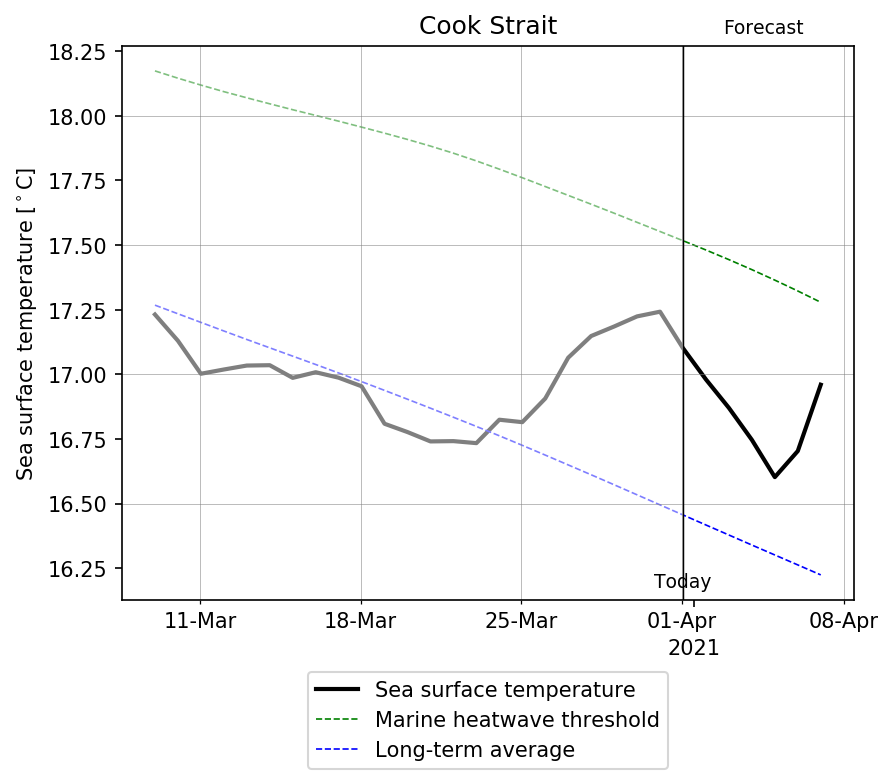 Cook Strait
Forecast
18.25
18.00
17.75
17.50
17.25
17.00
16.75
16.50
16.25
Sea surface temperature [°C]
Today
11-Mar 18-Mar 25-Mar 01-Apr 08-Apr
2021
Sea surface temperature
Marine heatwave threshold
Long-term average